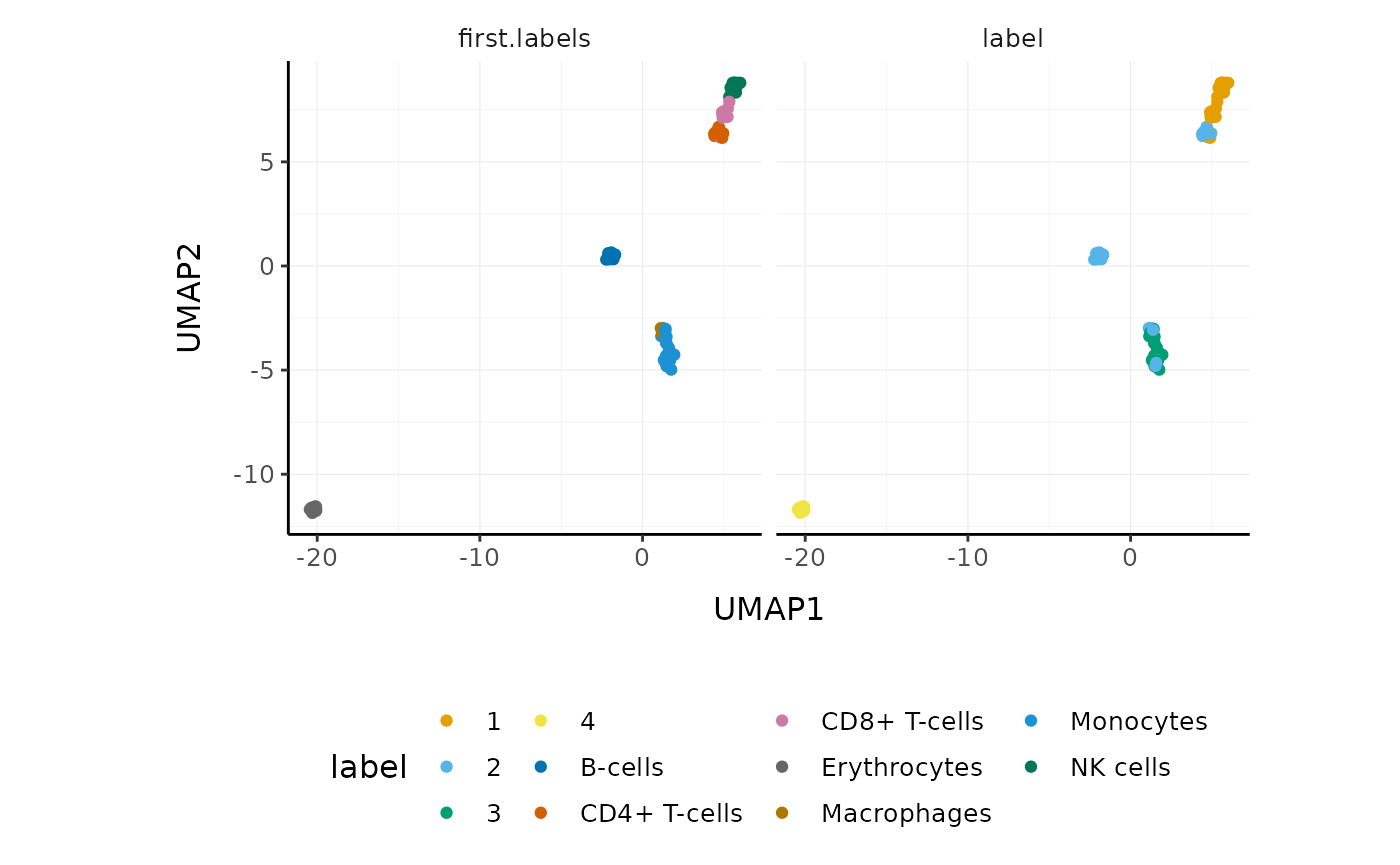 first.labels label
5
0
-5
-10
UMAP2
-20 -10 0 -20 -10 0
UMAP1
1 4 CD8+ T-cells Monocytes
label 2 B-cells Erythrocytes NK cells
3 CD4+ T-cells Macrophages